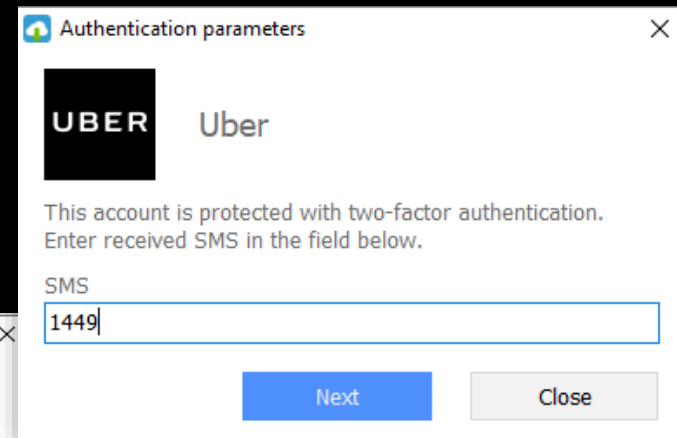 Authentication parameters
UBER
Uber
This account is protected with two-factor authentication.
Enter received SMS in the field below.
SMS
1449
Next
Close